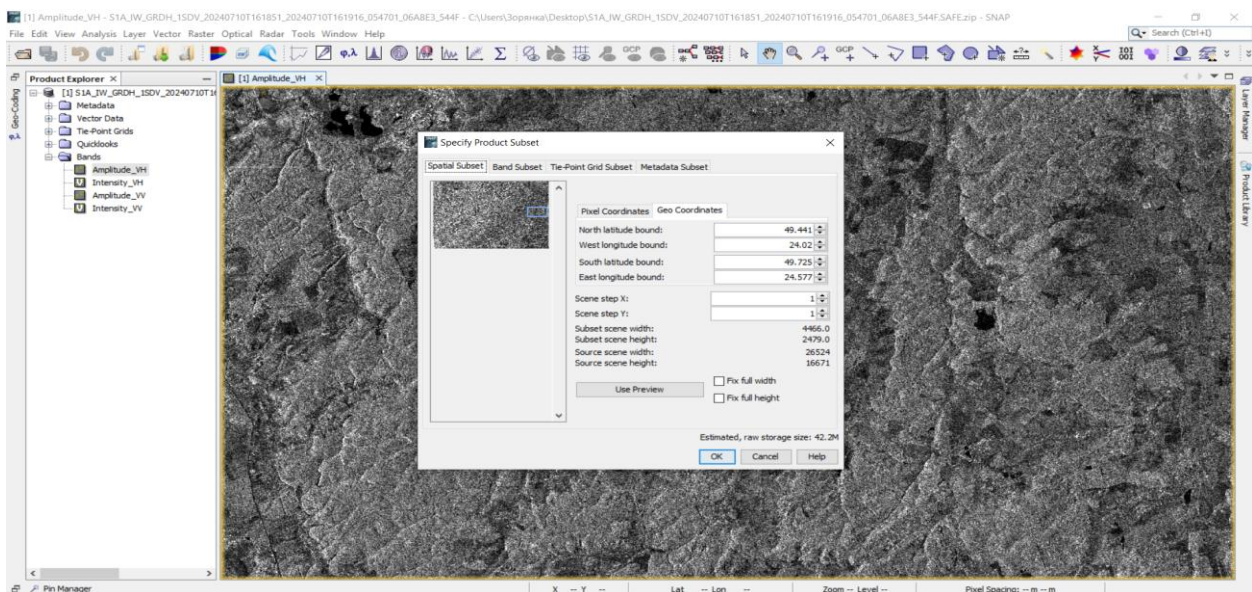 [1] Amplitude_VH - S1A_IW_GRDH_1SDV_20240710T161851_20240710T161916_054701_06A8E3_544F - C:\Users\Зорянка\Desktop\S1A_IW_GRDH_1SDV_20240710T161851_20240710T161916_054701_06A8E3_544F.SAFE.zip - SNAP
File Edit View Analysis Layer Vector Raster Optical Radar Tools Window Help
Search (Ctrl+I)
GCP
GCP
Product Explorer
[1] Amplitude_VH
[1] S1A_IW_GRDH_1SDV_20240710T1
Metadata
Vector Data
Tie-Point Grids
Quicklooks
Bands
Amplitude_VH
Intensity_VH
Amplitude_VV
Intensity_VV
Geo-Coding
φ,λ
Layer Manager
Product Library
Specify Product Subset
Spatial Subset Band Subset Tie-Point Grid Subset Metadata Subset
Pixel Coordinates Geo Coordinates
North latitude bound: 49.441
West longitude bound: 24.02
South latitude bound: 49.725
East longitude bound: 24.577
Scene step X: 1
Scene step Y: 1
Subset scene width: 4466.0
Subset scene height: 2479.0
Source scene width: 26524
Source scene height: 16671
Use Preview
Fix full width
Fix full height
Estimated, raw storage size: 42.2M
OK Cancel Help
Pin Manager
X -- Y -- Lat -- Lon -- Zoom -- Level -- Pixel Spacing: -- m -- m